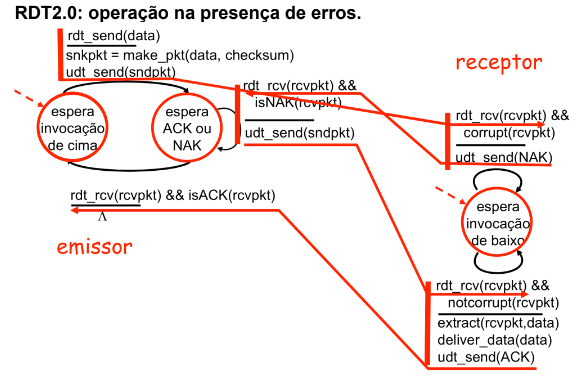 RDT2.0: operação na presença de erros.
rdt_send(data)
snkpkt = make_pkt(data, checksum)
udt_send(sndpkt)
espera
invocação
de cima
espera
ACK ou
NAK
rdt_rcv(rcvpkt) &&
isNAK(rcvpkt)
udt_send(sndpkt)
rdt_rcv(rcvpkt) && isACK(rcvpkt)
Λ
emissor
receptor
rdt_rcv(rcvpkt) &&
corrupt(rcvpkt)
udt_send(NAK)
espera
invocação
de baixo
rdt_rcv(rcvpkt) &&
notcorrupt(rcvpkt)
extract(rcvpkt,data)
deliver_data(data)
udt_send(ACK)